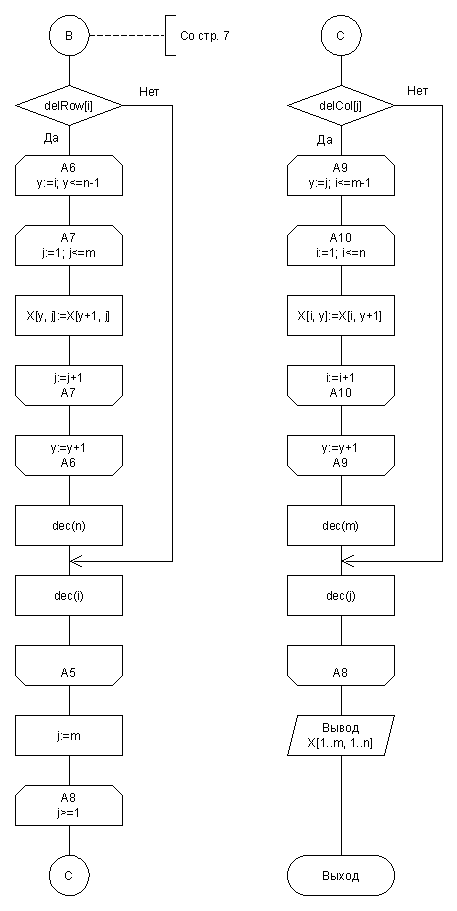 В
Со стр. 7
delRow[i]
Нет
Да
A6
y:=i; y<=n-1
A7
j:=1; j<=m
X[y, j]:=X[y+1, j]
j:=j+1
A7
y:=y+1
A6
dec(n)
dec(i)
A5
j:=m
A8
j>=1
С
С
delCol[j]
Нет
Да
A9
y:=j; i<=m-1
A10
i:=1; i<=n
X[i, y]:=X[i, y+1]
i:=i+1
A10
y:=y+1
A9
dec(m)
dec(j)
A8
Вывод
X[1..m, 1..n]
Выход